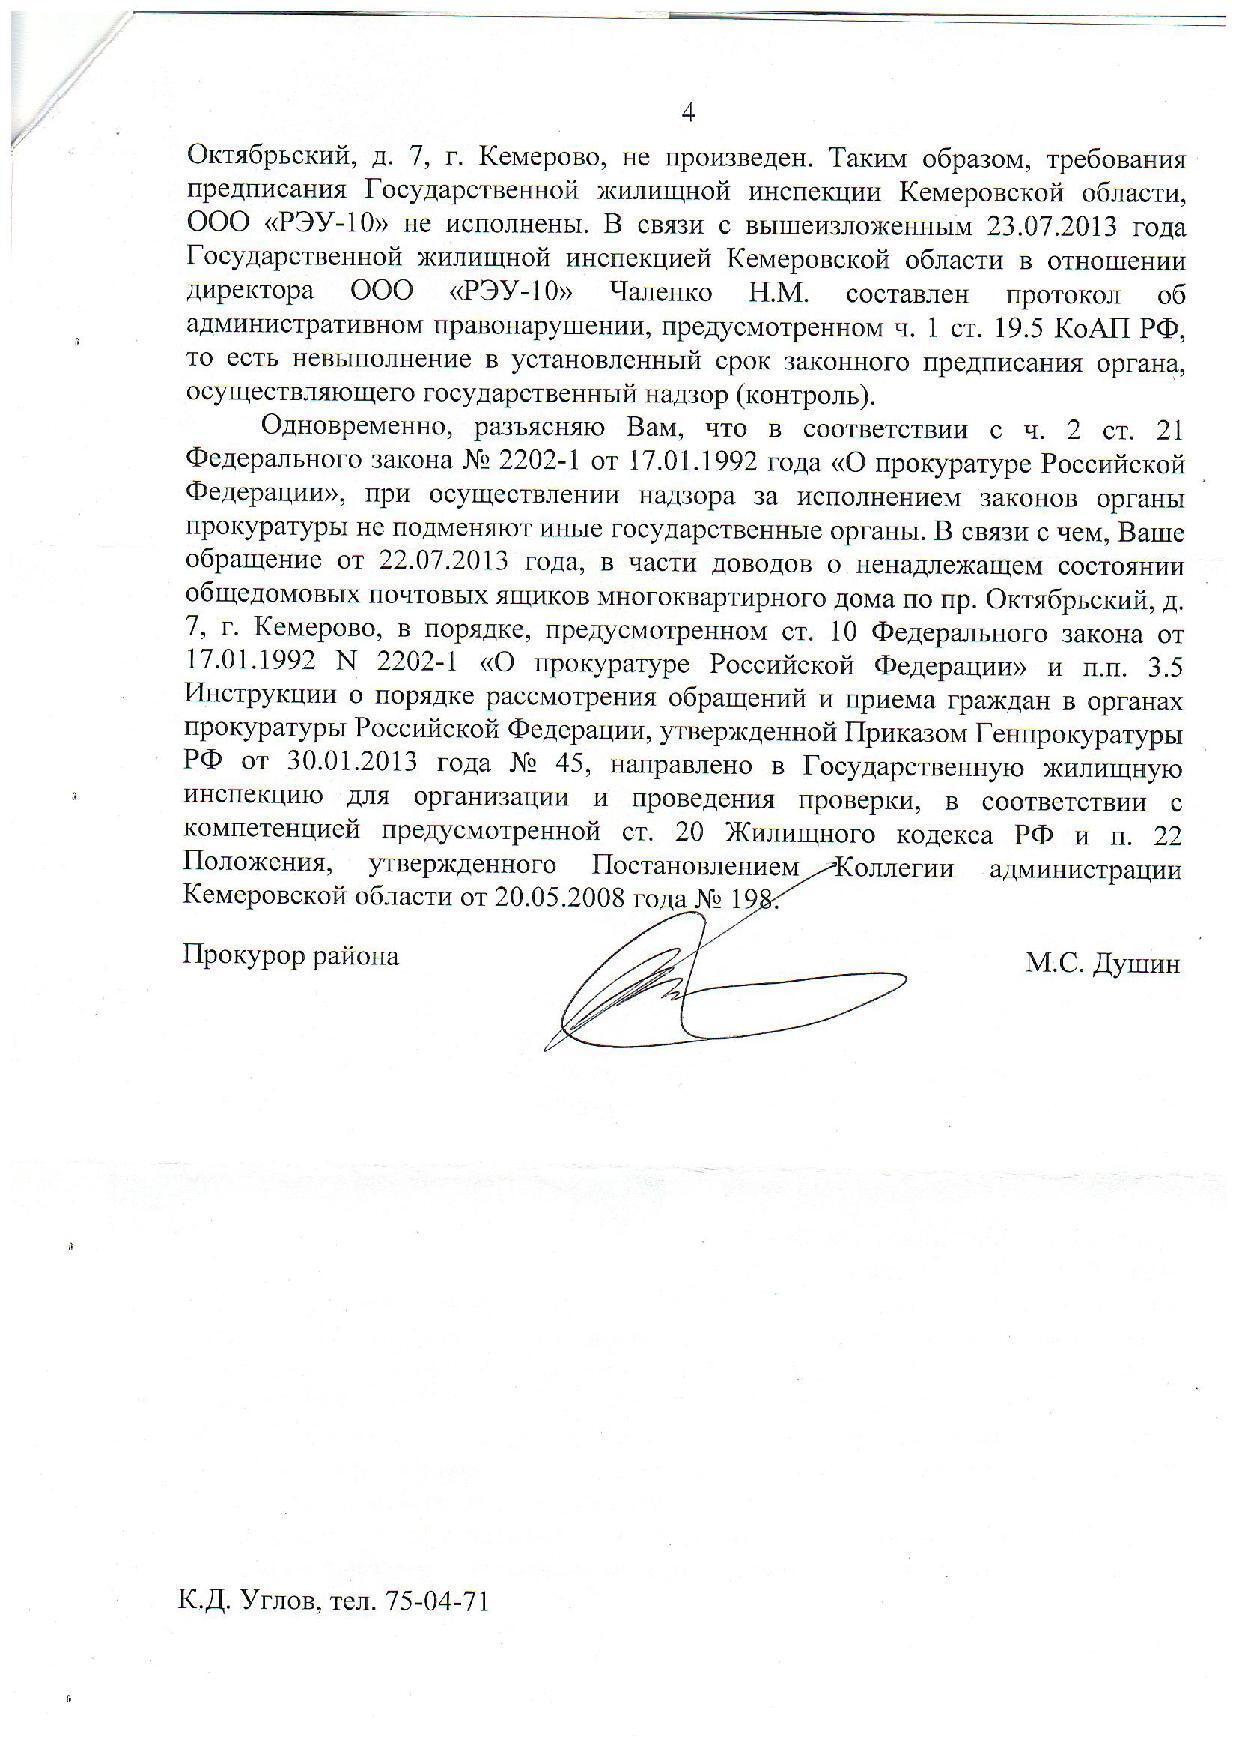 4
Октябрьский, д. 7, г. Кемерово, не произведен. Таким образом, требования
предписания Государственной жилищной инспекции Кемеровской области,
ООО «РЭУ-10» не исполнены. В связи с вышеизложенным 23.07.2013 года
Государственной жилищной инспекцией Кемеровской области в отношении
директора ООО «РЭУ-10» Чаленко Н.М. составлен протокол об
административном правонарушении, предусмотренном ч. 1 ст. 19.5 КоАП РФ,
то есть невыполнение в установленный срок законного предписания органа,
осуществляющего государственный надзор (контроль).
Одновременно, разъясняю Вам, что в соответствии с ч. 2 ст. 21
Федерального закона № 2202-1 от 17.01.1992 года «О прокуратуре Российской
Федерации», при осуществлении надзора за исполнением законов органы
прокуратуры не подменяют иные государственные органы. В связи с чем, Ваше
обращение от 22.07.2013 года, в части доводов о ненадлежащем состоянии
общедомовых почтовых ящиков многоквартирного дома по пр. Октябрьский, д.
7, г. Кемерово, в порядке, предусмотренном ст. 10 Федерального закона от
17.01.1992 N 2202-1 «О прокуратуре Российской Федерации» и п.п. 3.5
Инструкции о порядке рассмотрения обращений и приема граждан в органах
прокуратуры Российской Федерации, утвержденной Приказом Генпрокуратуры
РФ от 30.01.2013 года № 45, направлено в Государственную жилищную
инспекцию для организации и проведения проверки, в соответствии с
компетенцией предусмотренной ст. 20 Жилищного кодекса РФ и п. 22
Положения, утвержденного Постановлением Коллегии администрации
Кемеровской области от 20.05.2008 года № 198.
Прокурор района М.С. Душин
К.Д. Углов, тел. 75-04-71